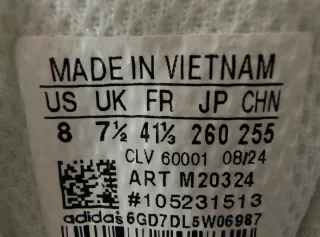 MADE IN VIETNAM
US UK FR JP CHN
8 7½ 41⅓ 260 255
CLV 60001 08/24
ART M20324
#105231513
adidas 6GD7DL5W06987